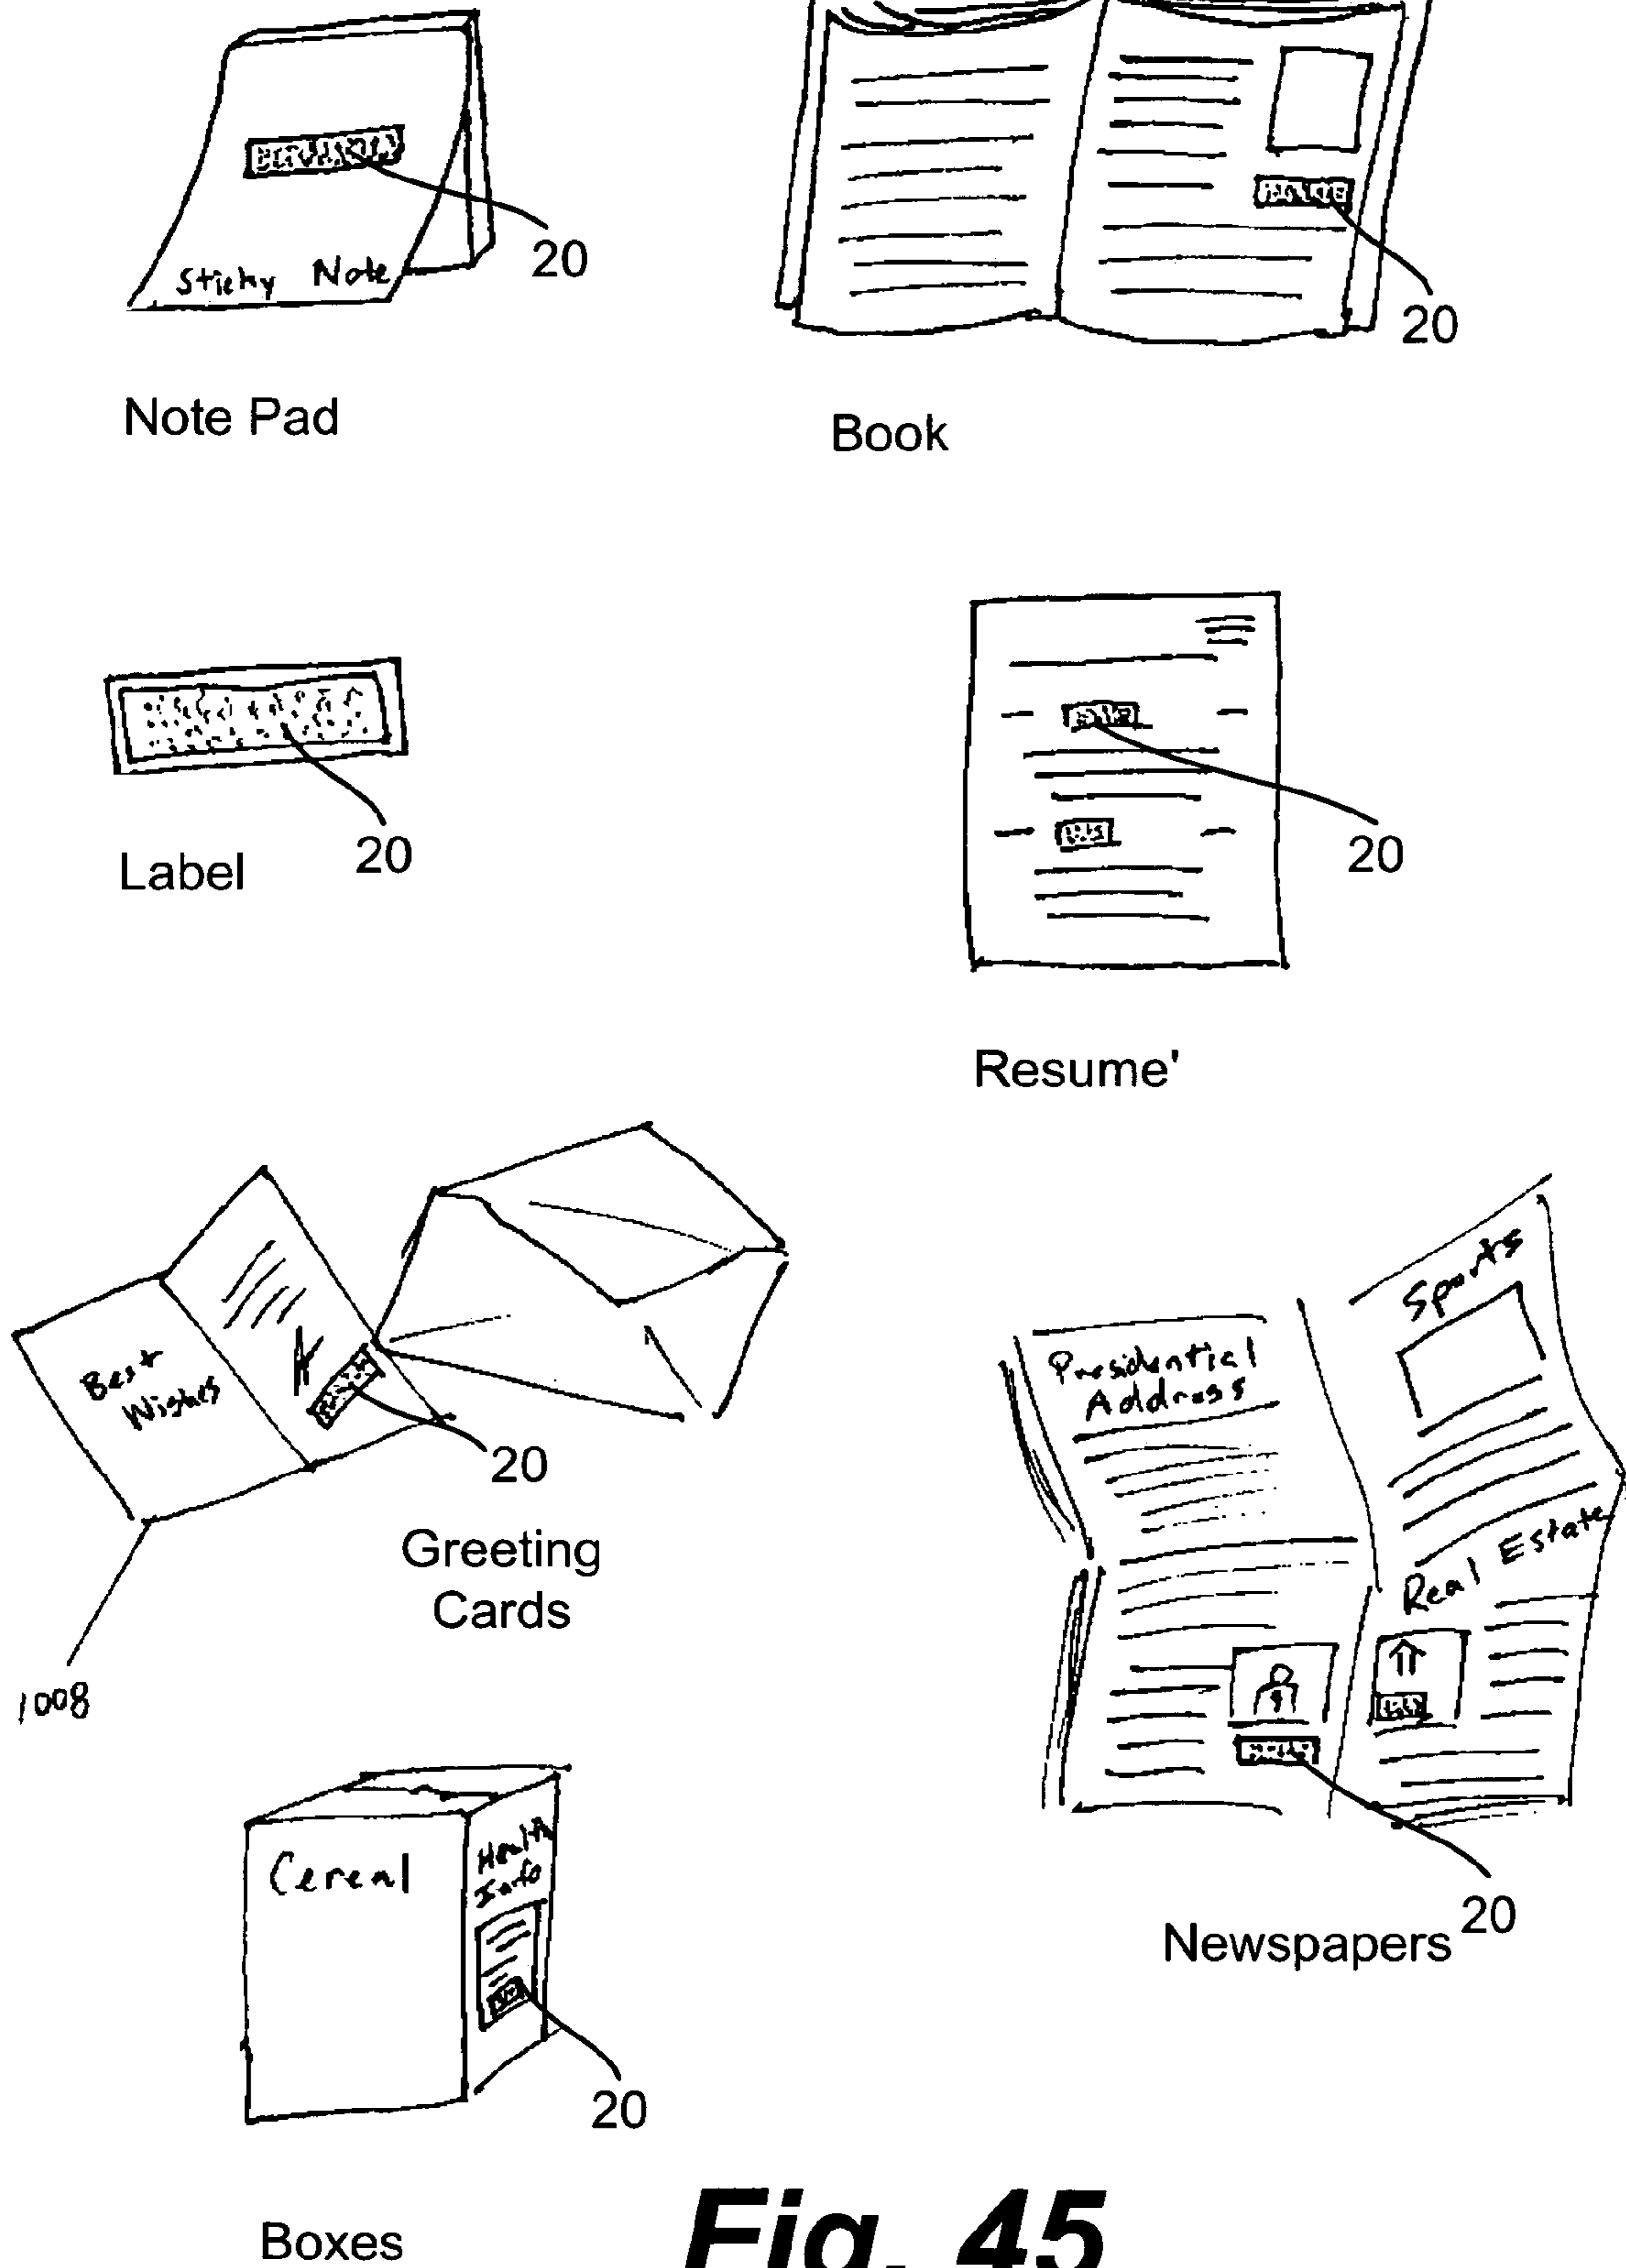 Sticky Note
20
20
Note Pad
Book
20
Label
20
Resume'
Best
Wishes
20
Greeting
Cards
1008
Sports
Presidential
Address
Real Estate
20
Newspapers
Cereal
Health
Info
20
Boxes
Fig. 45